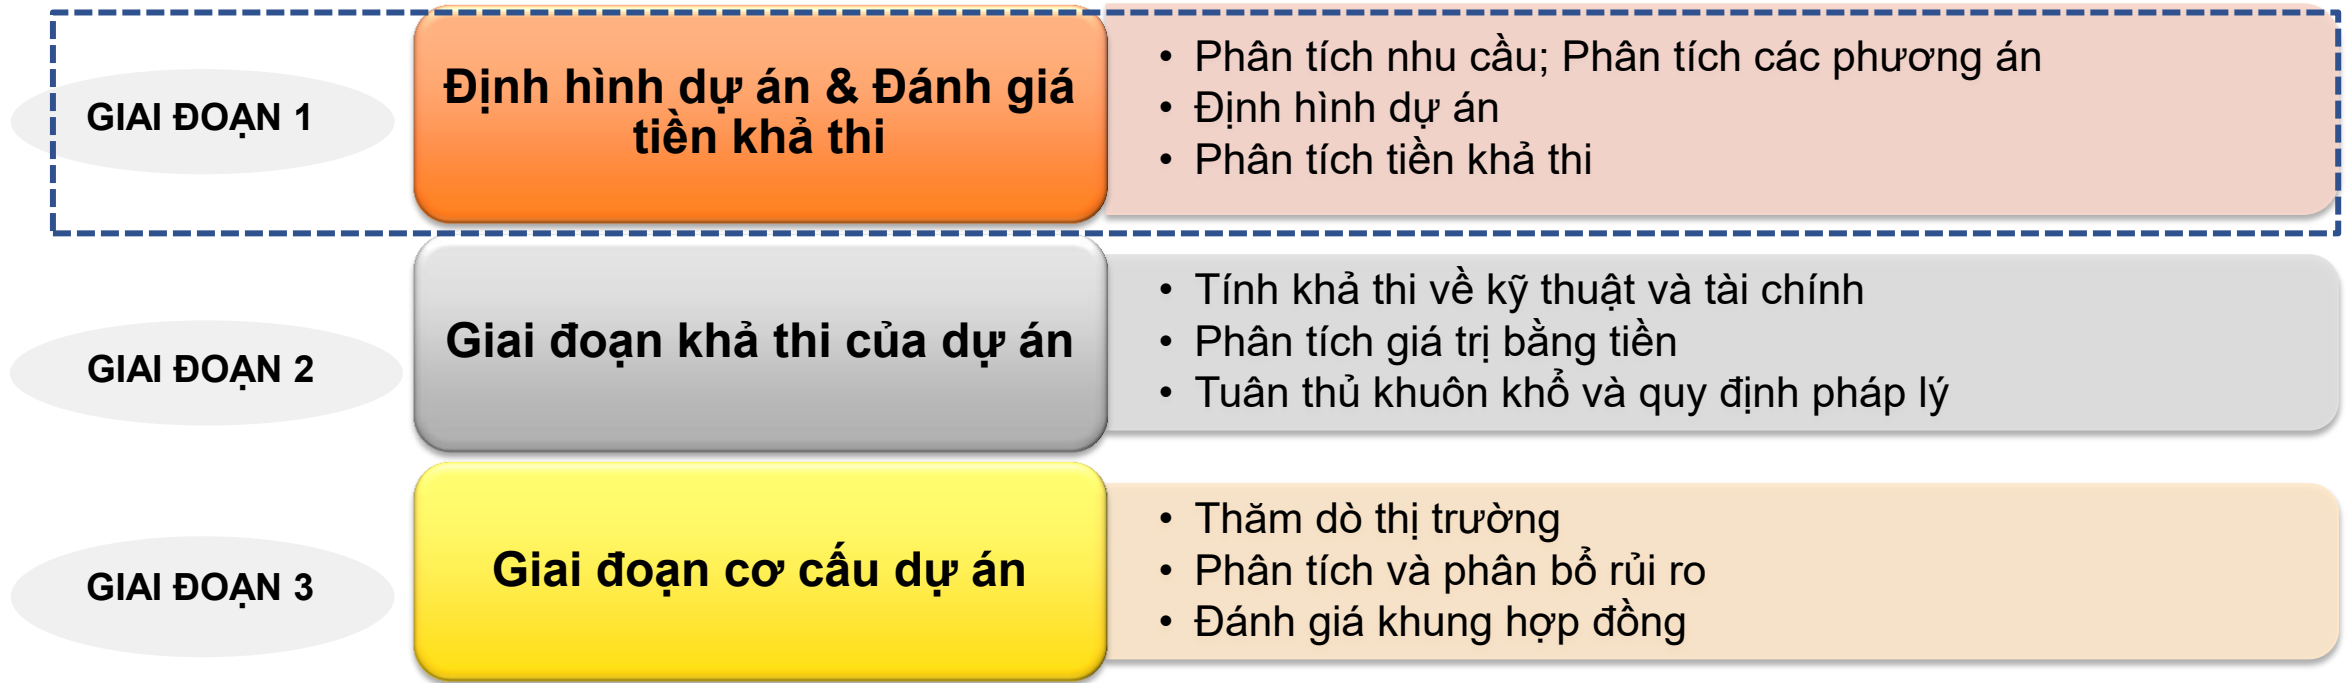 GIAI ĐOẠN 1
Định hình dự án & Đánh giá
tiền khả thi
• Phân tích nhu cầu; Phân tích các phương án
• Định hình dự án
• Phân tích tiền khả thi
GIAI ĐOẠN 2
Giai đoạn khả thi của dự án
• Tính khả thi về kỹ thuật và tài chính
• Phân tích giá trị bằng tiền
• Tuân thủ khuôn khổ và quy định pháp lý
GIAI ĐOẠN 3
Giai đoạn cơ cấu dự án
• Thăm dò thị trường
• Phân tích và phân bổ rủi ro
• Đánh giá khung hợp đồng